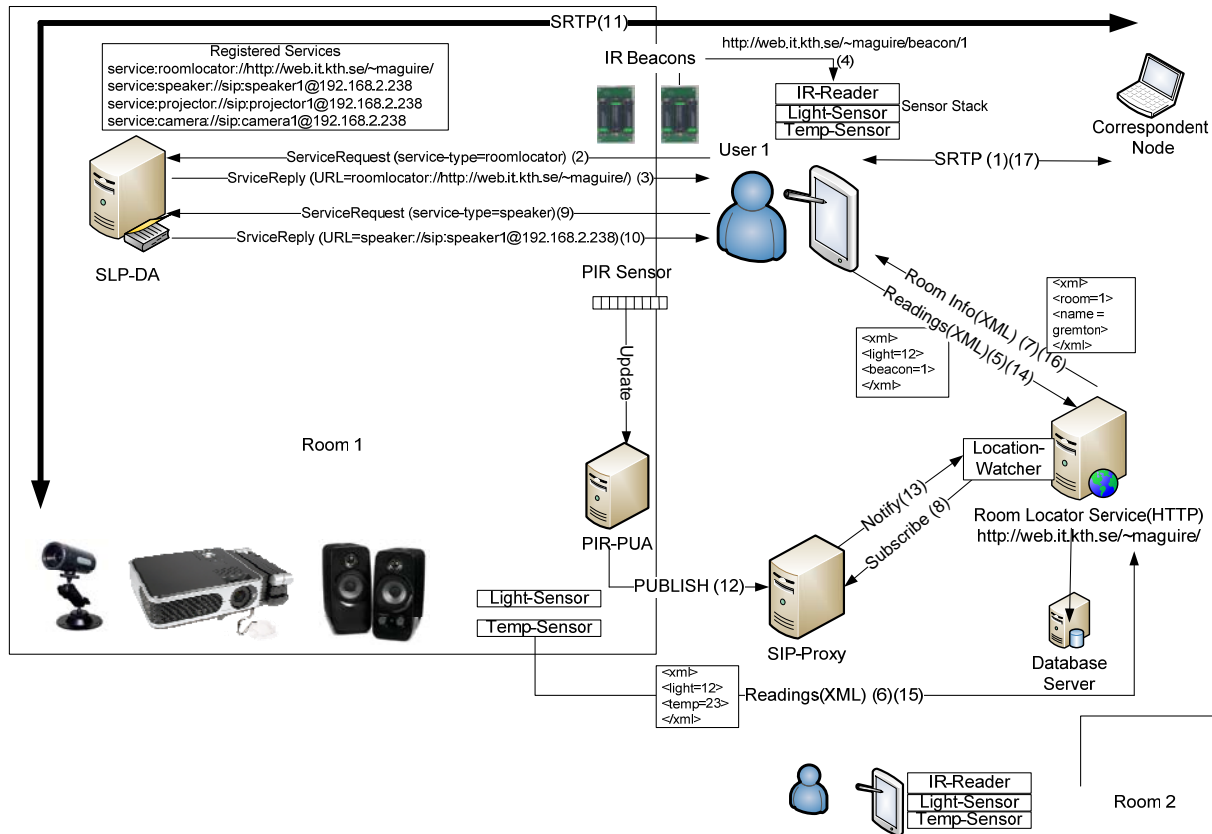 SRTP(11)
Registered Services
service:roomlocator://http://web.it.kth.se/~maguire/
service:speaker://sip:speaker1@192.168.2.238
service:projector://sip:projector1@192.168.2.238
service:camera://sip:camera1@192.168.2.238
IR Beacons
http://web.it.kth.se/~maguire/beacon/1
(4)
IR-Reader
Light-Sensor
Temp-Sensor
Sensor Stack
Correspondent
Node
User 1
SRTP (1)(17)
ServiceRequest (service-type=roomlocator) (2)
SrviceReply (URL=roomlocator://http://web.it.kth.se/~maguire/) (3)
ServiceRequest (service-type=speaker)(9)
SrviceReply (URL=speaker://sip:speaker1@192.168.2.238)(10)
SLP-DA
PIR Sensor
Update
Room Info(XML) (7)(16)
Readings(XML)(5)(14)
<xml>
<room=1>
<name =
gremton>
</xml>
<xml>
<light=12>
<beacon=1>
</xml>
Room 1
Location-
Watcher
Notify(13)
Subscribe (8)
Room Locator Service(HTTP)
http://web.it.kth.se/~maguire/
PIR-PUA
PUBLISH (12)
Light-Sensor
Temp-Sensor
SIP-Proxy
Database
Server
<xml>
<light=12>
<temp=23>
</xml>
Readings(XML) (6)(15)
IR-Reader
Light-Sensor
Temp-Sensor
Room 2